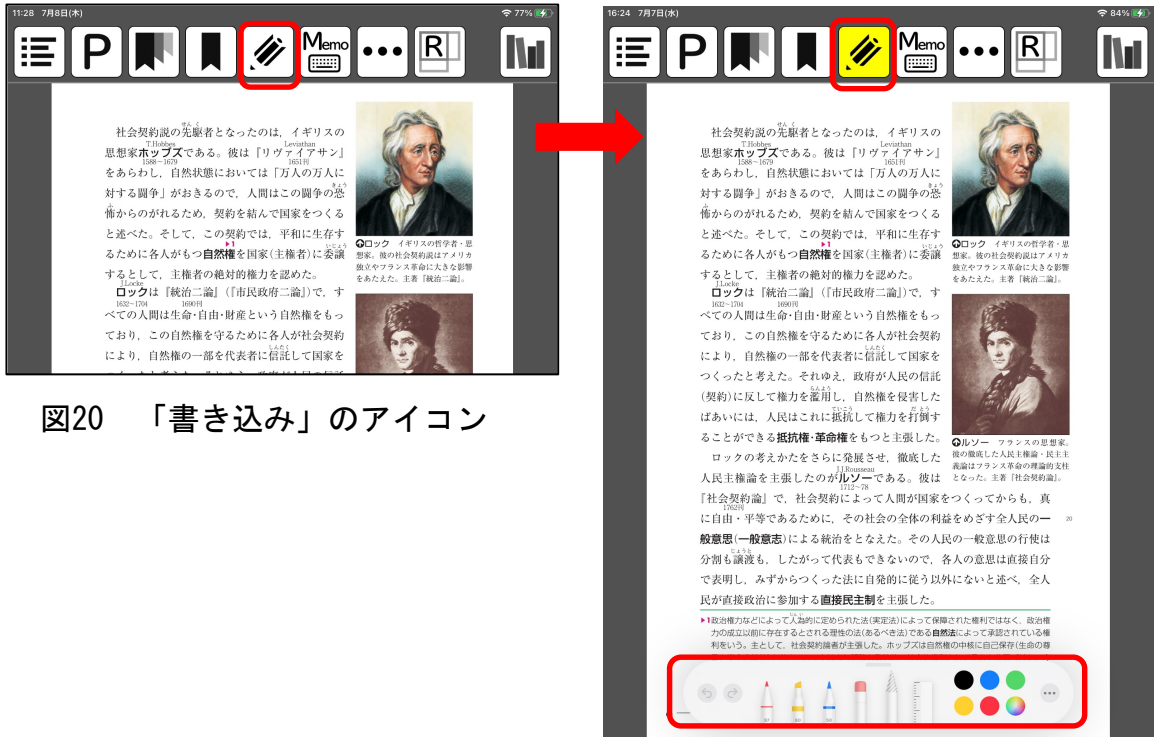 11:28 7月8日(木)
77%
P
Memo
R
せんく
社会契約説の先駆者となったのは，イギリスの
T.Hobbes Leviathan
思想家ホッブズである。彼は『リヴァイアサン』
1588〜1679 1651刊
をあらわし，自然状態においては「万人の万人に
対する闘争」がおきるので，人間はこの闘争の恐
きょう
怖からのがれるため，契約を結んで国家をつくる
ふ
と述べた。そして，この契約では，平和に生存す
▶1 いじょう
るために各人がもつ自然権を国家(主権者)に委譲
するとして，主権者の絶対的権力を認めた。
J.Locke
ロックは『統治二論』(『市民政府二論』)で，す
1632〜1704 1690刊
べての人間は生命・自由・財産という自然権をもっ
ており，この自然権を守るために各人が社会契約
しんたく
により，自然権の一部を代表者に信託して国家を
ロック イギリスの哲学者・思
想家。彼の社会契約説はアメリカ
独立やフランス革命に大きな影響
をあたえた。主著『統治二論』。
図20 「書き込み」のアイコン
16:24 7月7日(水)
84%
P
Memo
R
せんく
社会契約説の先駆者となったのは，イギリスの
T.Hobbes Leviathan
思想家ホッブズである。彼は『リヴァイアサン』
1588〜1679 1651刊
をあらわし，自然状態においては「万人の万人に
対する闘争」がおきるので，人間はこの闘争の恐
きょう
怖からのがれるため，契約を結んで国家をつくる
ふ
と述べた。そして，この契約では，平和に生存す
▶1 いじょう
るために各人がもつ自然権を国家(主権者)に委譲
するとして，主権者の絶対的権力を認めた。
J.Locke
ロックは『統治二論』(『市民政府二論』)で，す
1632〜1704 1690刊
べての人間は生命・自由・財産という自然権をもっ
ており，この自然権を守るために各人が社会契約
しんたく
により，自然権の一部を代表者に信託して国家を
つくったと考えた。それゆえ，政府が人民の信託
らんよう
(契約)に反して権力を濫用し，自然権を侵害した
ていこう だとう
ばあいには，人民はこれに抵抗して権力を打倒す
ることができる抵抗権・革命権をもつと主張した。
ロックの考えかたをさらに発展させ，徹底した
J.J.Rousseau
人民主権論を主張したのがルソーである。彼は
1712〜78
『社会契約論』で，社会契約によって人間が国家をつくってからも，真
1762刊
に自由・平等であるために，その社会の全体の利益をめざす全人民の一
20
般意思(一般意志)による統治をとなえた。その人民の一般意思の行使は
じょうと
分割も譲渡も，したがって代表もできないので，各人の意思は直接自分
で表明し，みずからつくった法に自発的に従う以外にないと述べ，全人
民が直接政治に参加する直接民主制を主張した。
ロック イギリスの哲学者・思
想家。彼の社会契約説はアメリカ
独立やフランス革命に大きな影響
をあたえた。主著『統治二論』。
ルソー フランスの思想家。
彼の徹底した人民主権論・民主主
義論はフランス革命の理論的支柱
となった。主著『社会契約論』。
じんい
▶1政治権力などによって人為的に定められた法(実定法)によって保障された権利ではなく，政治権
力の成立以前に存在するとされる理性の法(あるべき法)である自然法によって承認されている権
利をいう。主として，社会契約論者が主張した。ホッブズは自然権の中核に自己保存(生命の尊